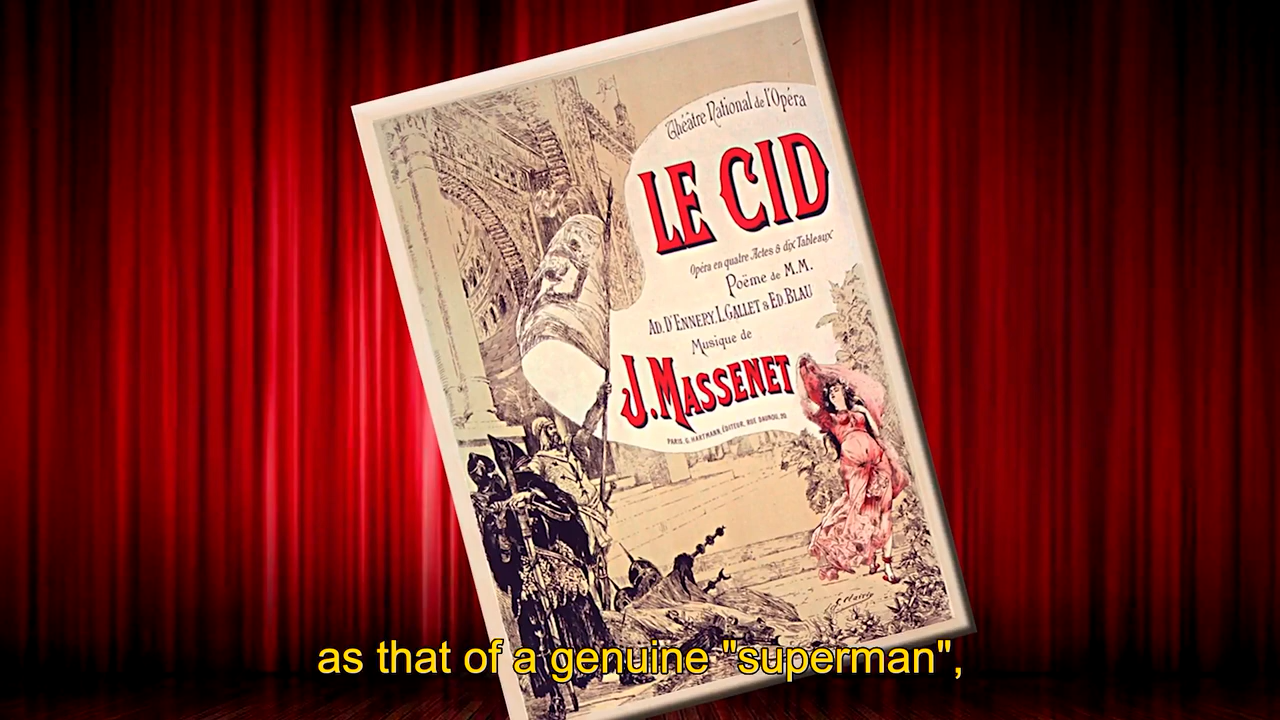 Théâtre National de l'Opéra
LE CID
Opéra en quatre Actes & dix Tableaux
Poëme de M.M.
AD. D'ENNERY, L. GALLET & ED. BLAU
Musique de
J. MASSENET
PARIS, G. HARTMANN, ÉDITEUR, RUE DAUNOU, 20
as that of a genuine "superman",